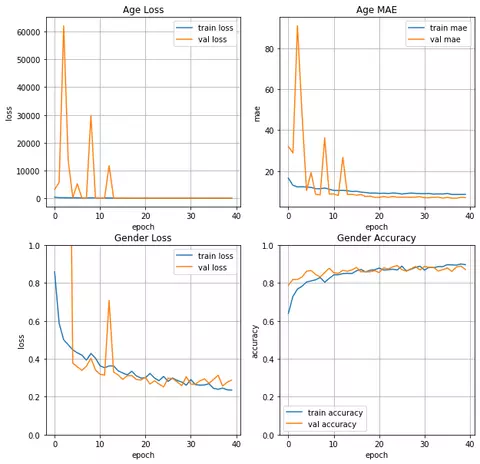 Age Loss
train loss
val loss
60000
50000
40000
30000
20000
10000
0
loss
0 10 20 30 40
epoch
Age MAE
train mae
val mae
80
60
40
20
mae
0 10 20 30 40
epoch
Gender Loss
train loss
val loss
1.0
0.8
0.6
0.4
0.2
0.0
loss
0 10 20 30 40
epoch
Gender Accuracy
1.0
0.8
0.6
0.4
0.2
0.0
accuracy
train accuracy
val accuracy
0 10 20 30 40
epoch